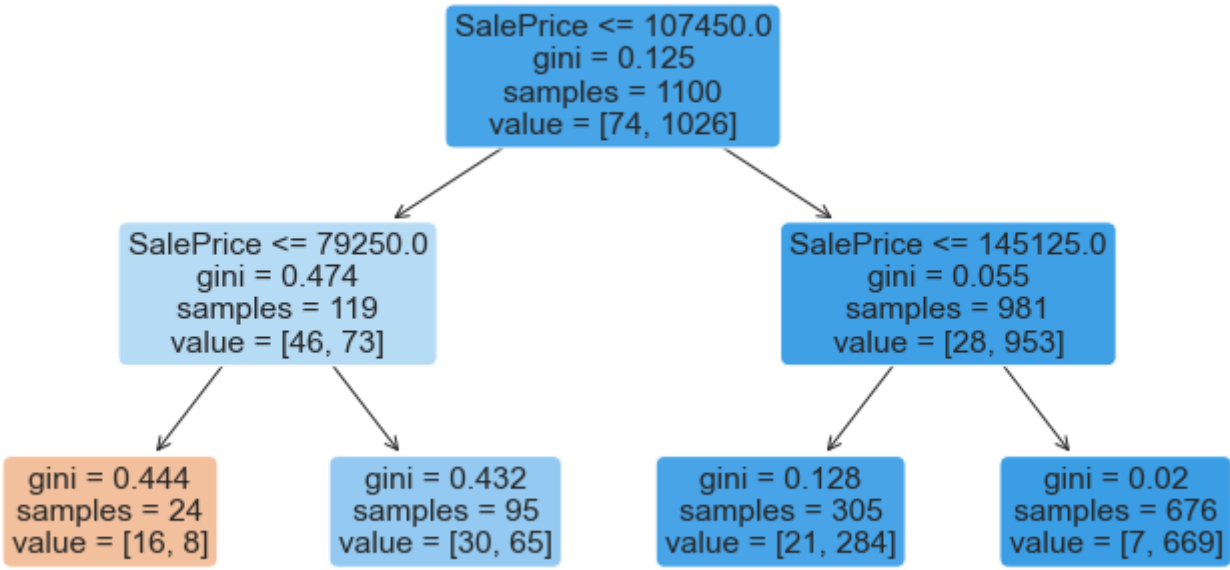 SalePrice <= 107450.0
gini = 0.125
samples = 1100
value = [74, 1026]
SalePrice <= 79250.0
gini = 0.474
samples = 119
value = [46, 73]
SalePrice <= 145125.0
gini = 0.055
samples = 981
value = [28, 953]
gini = 0.444
samples = 24
value = [16, 8]
gini = 0.432
samples = 95
value = [30, 65]
gini = 0.128
samples = 305
value = [21, 284]
gini = 0.02
samples = 676
value = [7, 669]